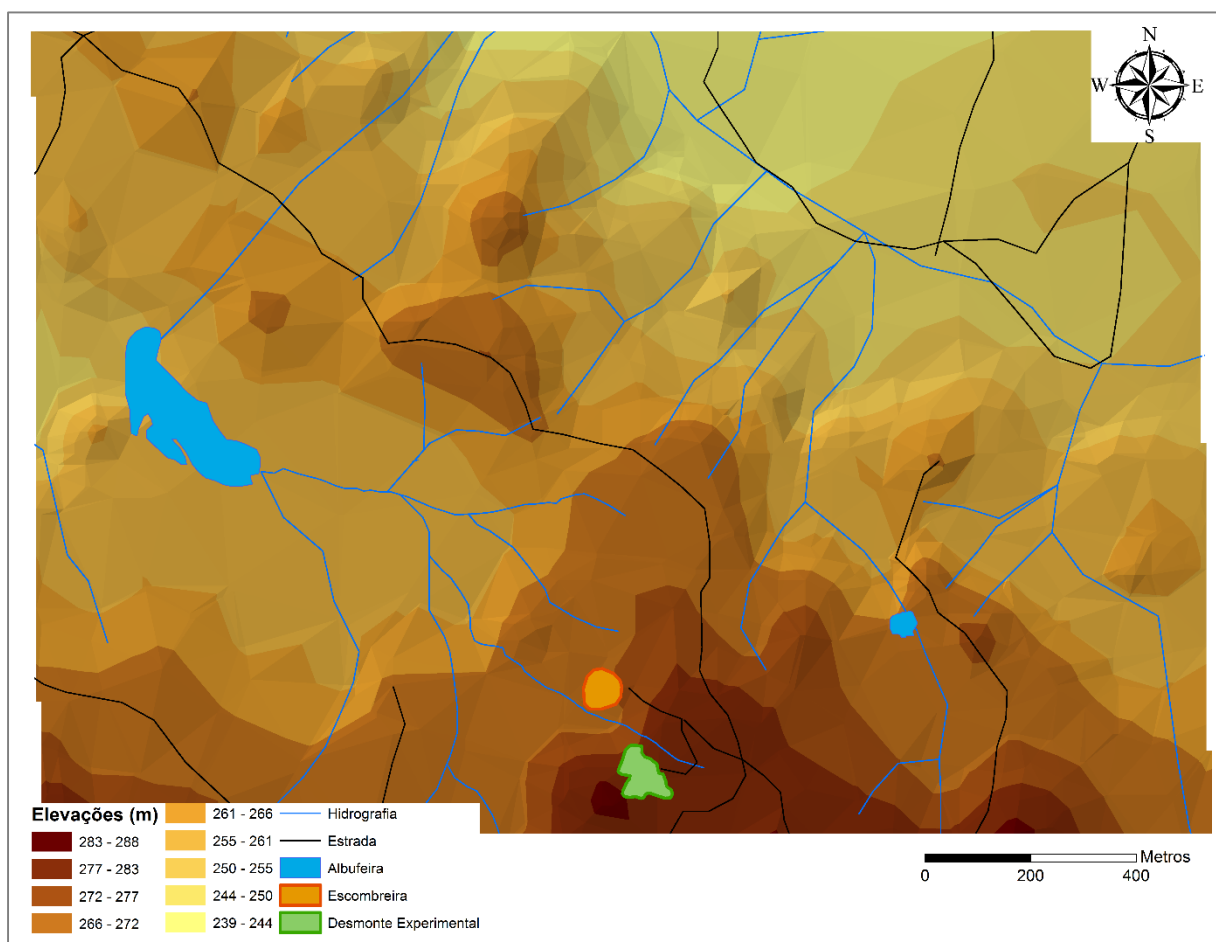 N
W E
S
Elevações (m)
283 - 288
277 - 283
272 - 277
266 - 272
261 - 266
255 - 261
250 - 255
244 - 250
239 - 244
Hidrografia
Estrada
Albufeira
Escombreira
Desmonte Experimental
Metros
0 200 400